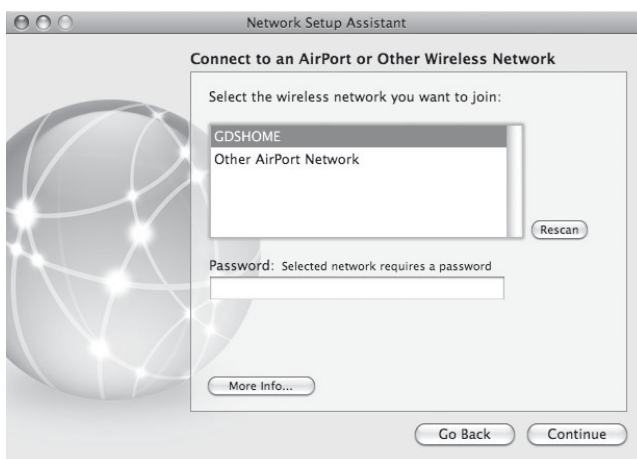 Network Setup Assistant
Connect to an AirPort or Other Wireless Network
Select the wireless network you want to join:
GDSHOME
Other AirPort Network
Rescan
Password: Selected network requires a password
More Info...
Go Back Continue